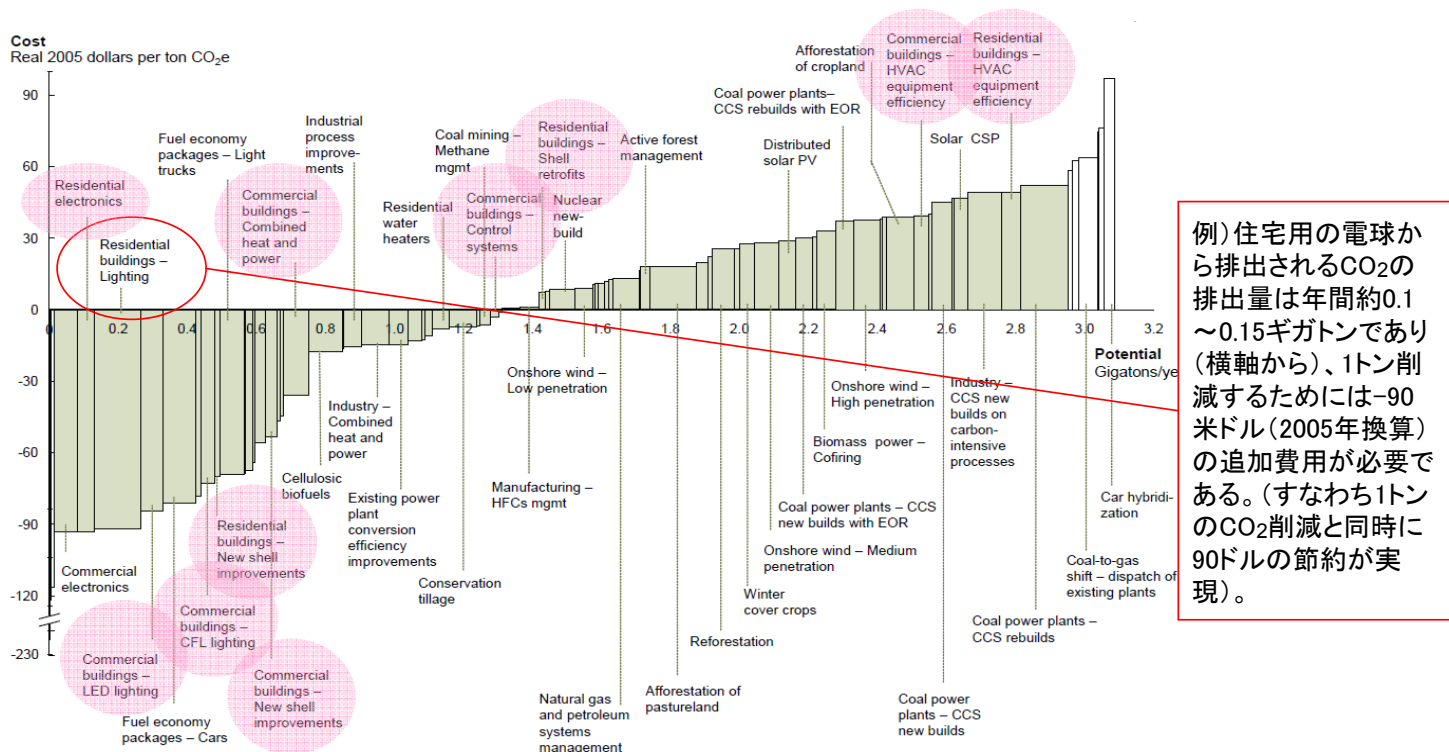 Cost
Real 2005 dollars per ton CO₂e
90
60
30
0
-30
-60
-90
-120
-230
0
0.2
0.4
0.6
0.8
1.0
1.2
1.4
1.6
1.8
2.0
2.2
2.4
2.6
2.8
3.0
3.2
Potential
Gigatons/ye
Residential
electronics
Residential
buildings –
Lighting
Fuel economy
packages – Light
trucks
Commercial
buildings –
Combined
heat and
power
Industrial
process
improve-
ments
Residential
water
heaters
Coal mining –
Methane
mgmt
Commercial
buildings –
Control
systems
Residential
buildings –
Shell
retrofits
Nuclear
new-
build
Active forest
management
Distributed
solar PV
Coal power plants–
CCS rebuilds with EOR
Afforestation
of cropland
Commercial
buildings –
HVAC
equipment
efficiency
Solar CSP
Residential
buildings –
HVAC
equipment
efficiency
Commercial
electronics
Commercial
buildings –
LED lighting
Fuel economy
packages – Cars
Commercial
buildings –
CFL lighting
Residential
buildings –
New shell
improvements
Commercial
buildings –
New shell
improvements
Cellulosic
biofuels
Industry –
Combined
heat and
power
Existing power
plant
conversion
efficiency
improvements
Conservation
tillage
Manufacturing –
HFCs mgmt
Onshore wind –
Low penetration
Natural gas
and petroleum
systems
management
Afforestation of
pastureland
Reforestation
Winter
cover crops
Onshore wind – Medium
penetration
Coal power plants – CCS
new builds with EOR
Biomass power –
Cofiring
Onshore wind –
High penetration
Coal power
plants – CCS
new builds
Industry –
CCS new
builds on
carbon-
intensive
processes
Coal power plants –
CCS rebuilds
Coal-to-gas
shift – dispatch of
existing plants
Car hybridi-
zation
例)住宅用の電球か
ら排出されるCO₂の
排出量は年間約0.1
～0.15ギガトンであり
(横軸から)、1トン削
減するためには−90
米ドル(2005年換算)
の追加費用が必要で
ある。(すなわち1トン
のCO₂削減と同時に
90ドルの節約が実
現)。